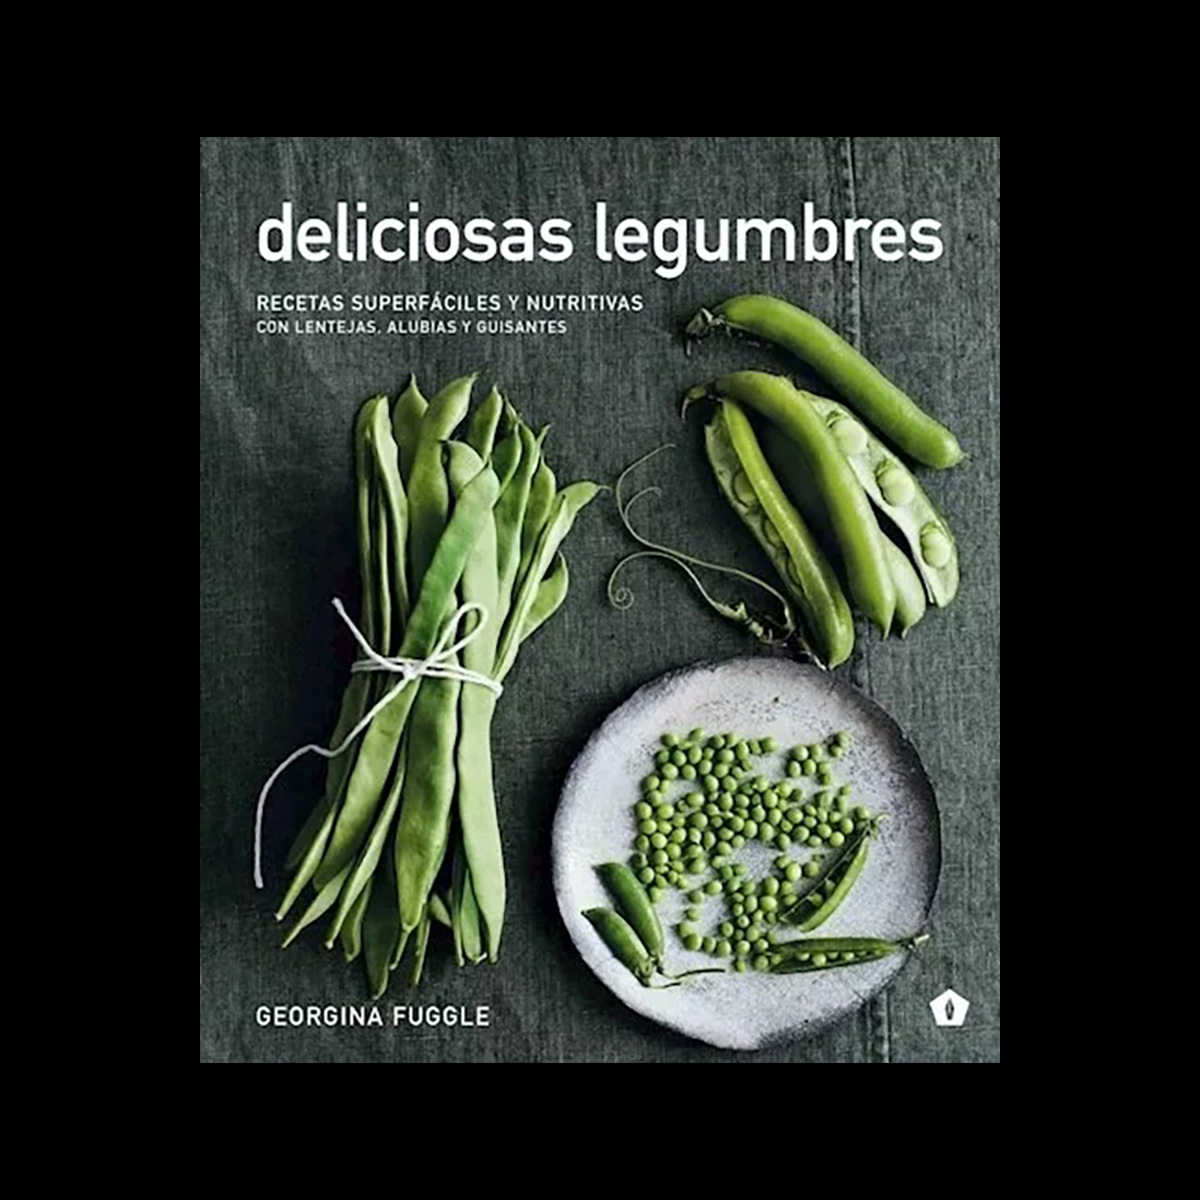 deliciosas legumbres
RECETAS SUPERFÁCILES Y NUTRITIVAS
CON LENTEJAS, ALUBIAS Y GUISANTES
GEORGINA FUGGLE